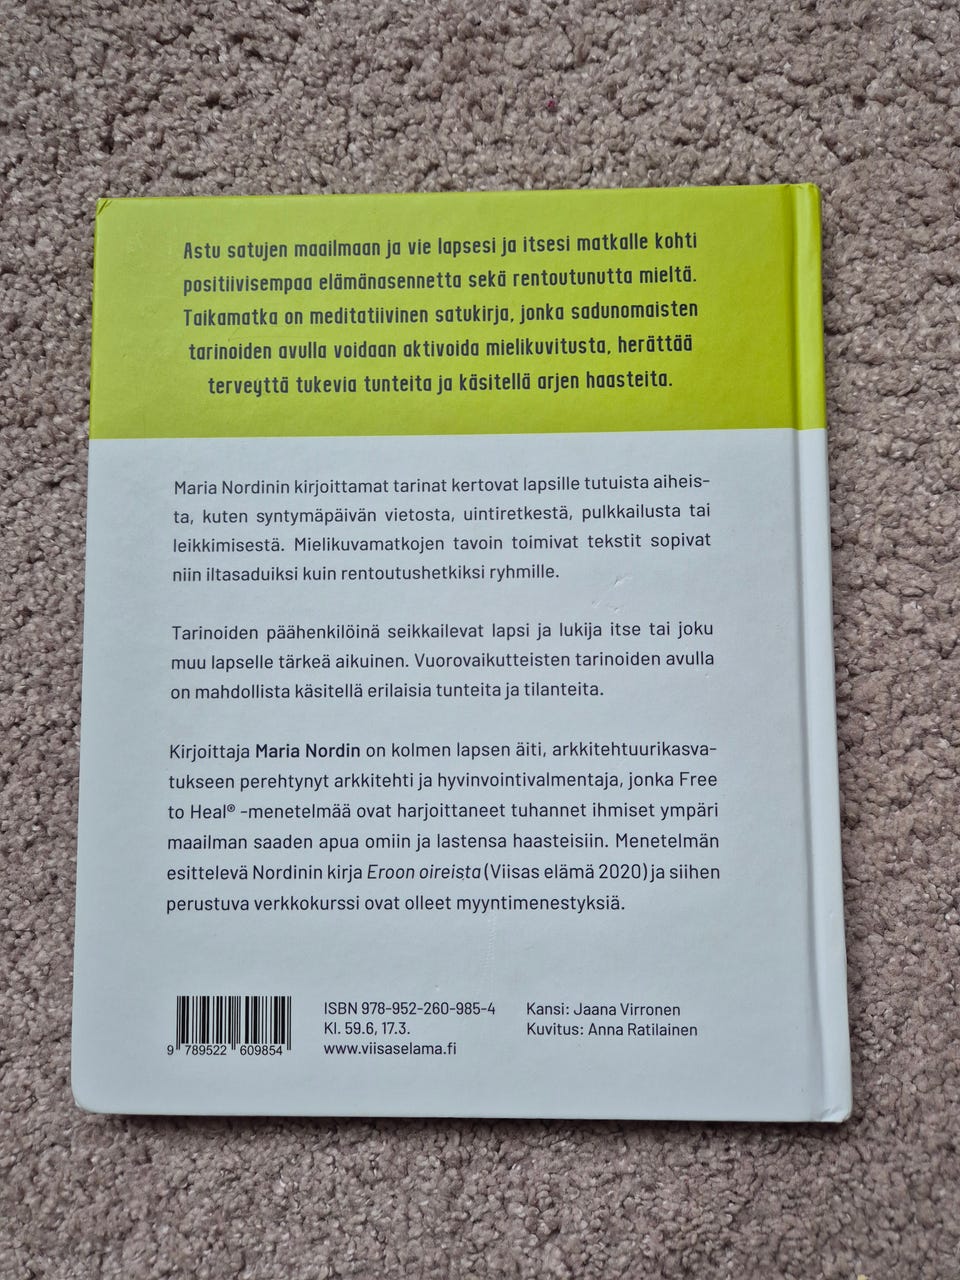 Astu satujen maailmaan ja vie lapsesi ja itsesi matkalle kohti
positiivisempaa elämänasennetta sekä rentoutunutta mieltä.
Taikamatka on meditatiivinen satukirja, jonka sadunomaisten
tarinoiden avulla voidaan aktivoida mielikuvitusta, herättää
terveyttä tukevia tunteita ja käsitellä arjen haasteita.
Maria Nordinin kirjoittamat tarinat kertovat lapsille tutuista aiheis-
ta, kuten syntymäpäivän vietosta, uintiretkestä, pulkkailusta tai
leikkimisestä. Mielikuvamatkojen tavoin toimivat tekstit sopivat
niin iltasaduiksi kuin rentoutushetkiksi ryhmille.
Tarinoiden päähenkilöinä seikkailevat lapsi ja lukija itse tai joku
muu lapselle tärkeä aikuinen. Vuorovaikutteisten tarinoiden avulla
on mahdollista käsitellä erilaisia tunteita ja tilanteita.
Kirjoittaja Maria Nordin on kolmen lapsen äiti, arkkitehtuurikasva-
tukseen perehtynyt arkkitehti ja hyvinvointivalmentaja, jonka Free
to Heal® -menetelmää ovat harjoittaneet tuhannet ihmiset ympäri
maailman saaden apua omiin ja lastensa haasteisiin. Menetelmän
esittelevä Nordinin kirja Eroon oireista (Viisas elämä 2020) ja siihen
perustuva verkkokurssi ovat olleet myyntimenestyksiä.
ISBN 978-952-260-985-4
Kl. 59.6, 17.3.
www.viisaselama.fi
Kansi: Jaana Virronen
Kuvitus: Anna Ratilainen
9 789522 609854